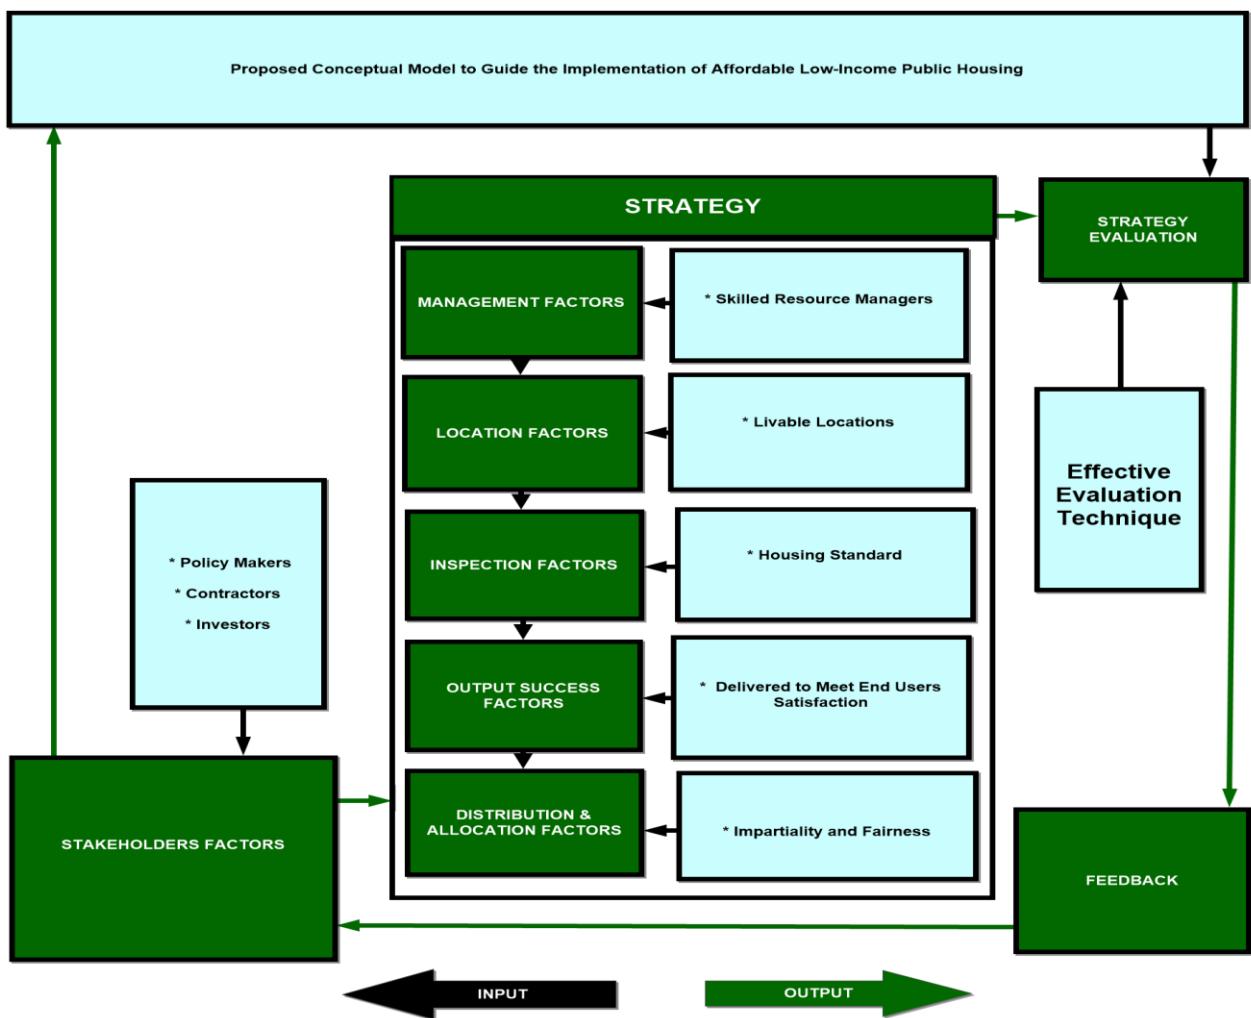 Proposed Conceptual Model to Guide the Implementation of Affordable Low-Income Public Housing
STRATEGY
STRATEGY
EVALUATION
MANAGEMENT FACTORS
* Skilled Resource Managers
LOCATION FACTORS
* Livable Locations
Effective
Evaluation
Technique
* Policy Makers
* Contractors
* Investors
INSPECTION FACTORS
* Housing Standard
OUTPUT SUCCESS
FACTORS
* Delivered to Meet End Users
Satisfaction
DISTRIBUTION &
ALLOCATION FACTORS
* Impartiality and Fairness
STAKEHOLDERS FACTORS
FEEDBACK
INPUT
OUTPUT